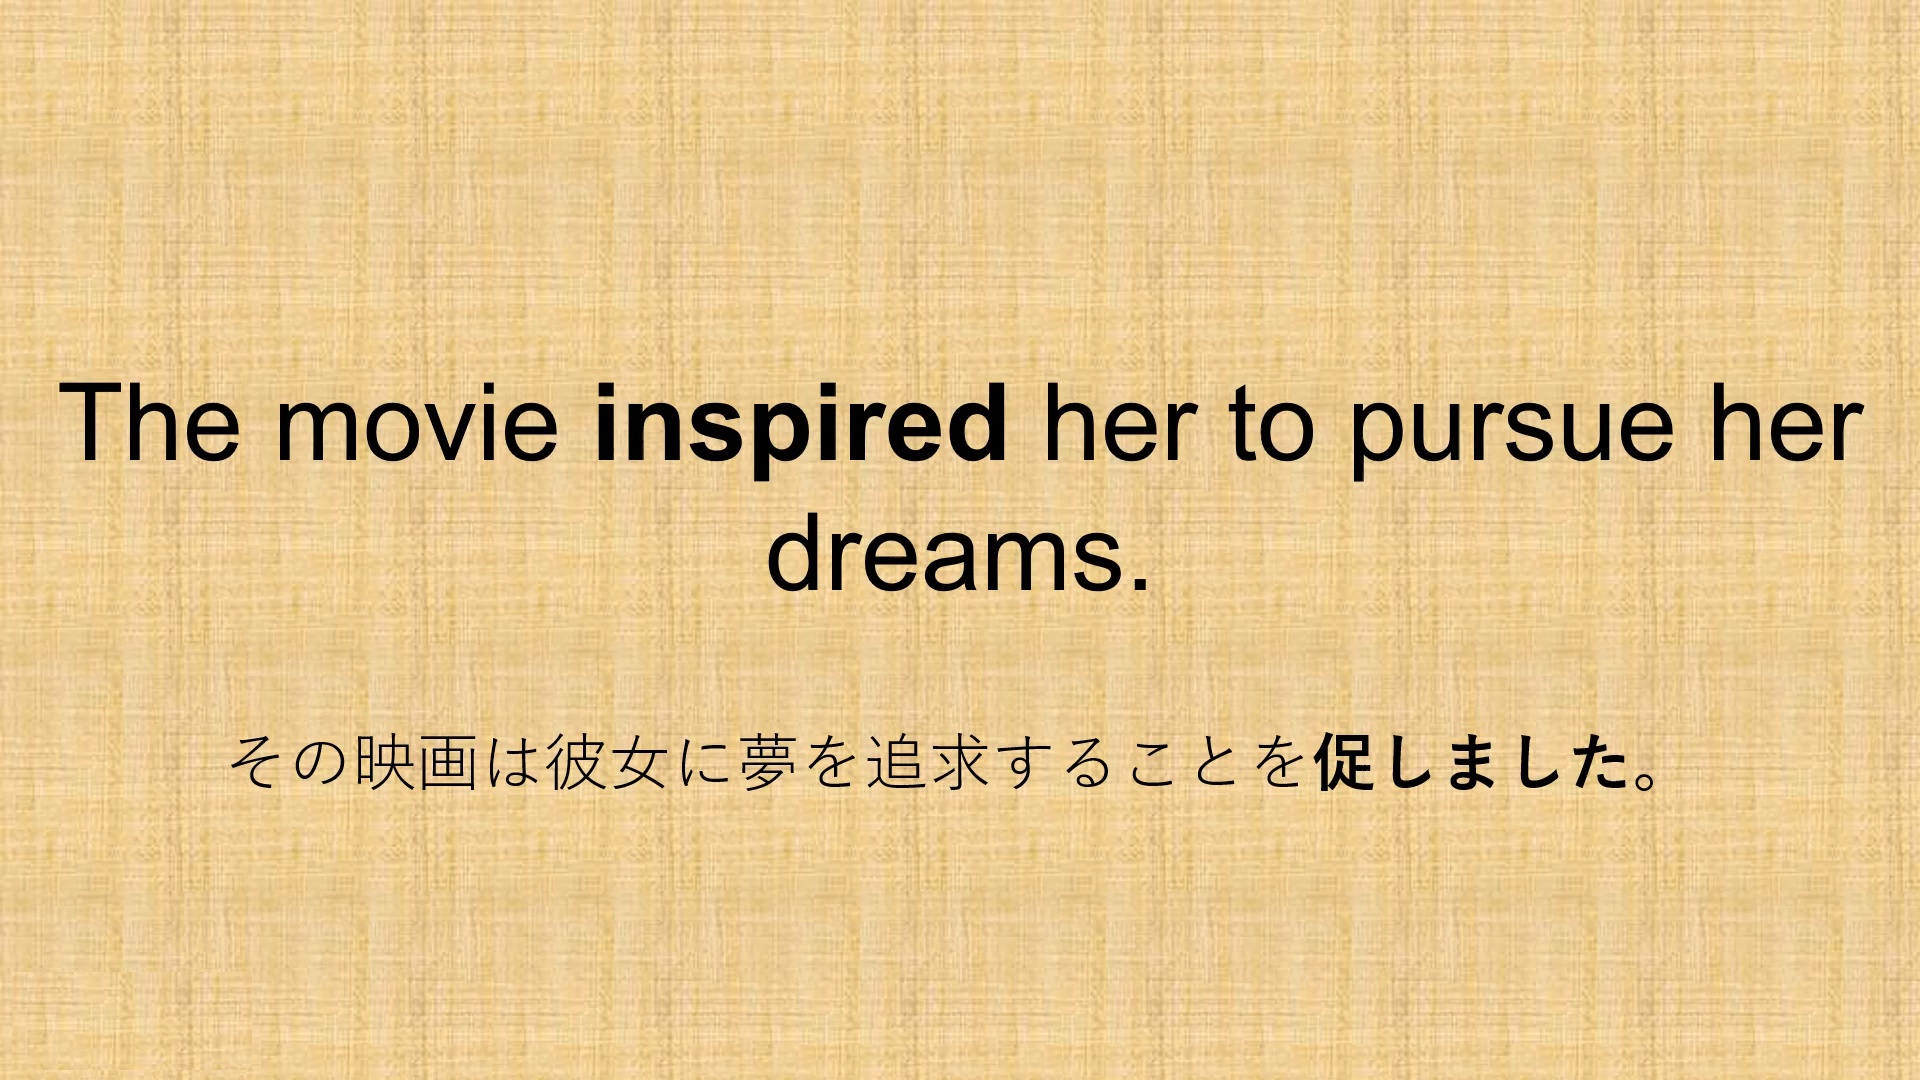 The movie inspired her to pursue her
dreams.
その映画は彼女に夢を追求することを促しました。